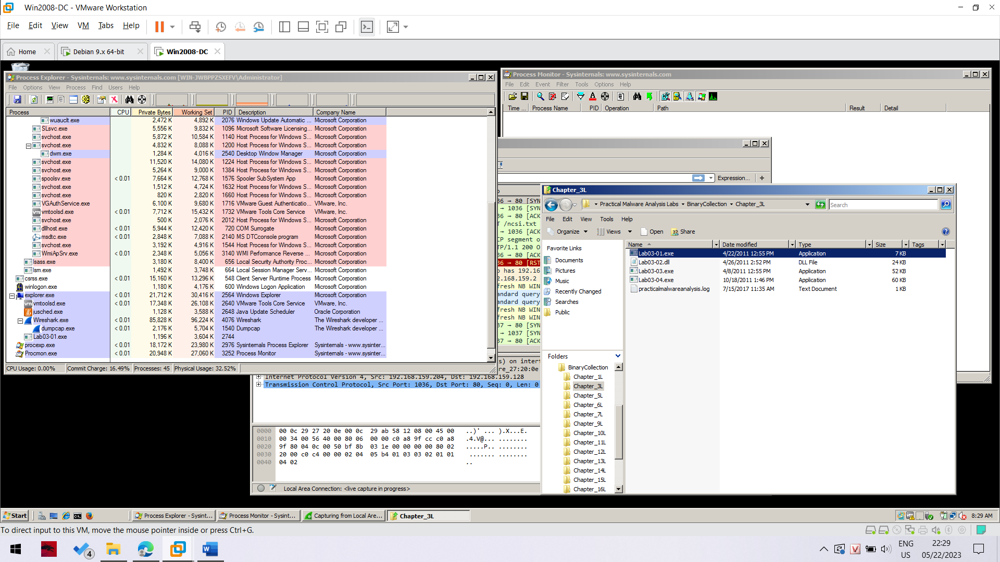 Win2008-DC - VMware Workstation
File Edit View VM Tabs Help
Home Debian 9.x 64-bit Win2008-DC
Process Explorer - Sysinternals: www.sysinternals.com [WIN-JWBPPZSXEFV\Administrator]
File Options View Process Find Users Help
Process CPU Private Bytes Working Set PID Description Company Name
wuauclt.exe 2,472 K 4,892 K 2076 Windows Update Automatic ... Microsoft Corporation
SLsvc.exe 5,556 K 9,832 K 1096 Microsoft Software Licensing... Microsoft Corporation
svchost.exe 5,872 K 10,584 K 1140 Host Process for Windows S... Microsoft Corporation
svchost.exe 4,832 K 8,088 K 1200 Host Process for Windows S... Microsoft Corporation
dwm.exe 1,284 K 4,016 K 2540 Desktop Window Manager Microsoft Corporation
svchost.exe 11,520 K 14,080 K 1224 Host Process for Windows S... Microsoft Corporation
svchost.exe 5,264 K 9,000 K 1384 Host Process for Windows S... Microsoft Corporation
spoolsv.exe < 0.01 7,664 K 12,768 K 1576 Spooler SubSystem App Microsoft Corporation
svchost.exe 1,512 K 4,724 K 1632 Host Process for Windows S... Microsoft Corporation
svchost.exe 820 K 2,820 K 1660 Host Process for Windows S... Microsoft Corporation
VGAuthService.exe 6,100 K 9,680 K 1716 VMware Guest Authenticatio... VMware, Inc.
vmtoolsd.exe < 0.01 7,712 K 15,432 K 1732 VMware Tools Core Service VMware, Inc.
svchost.exe 500 K 2,076 K 2012 Host Process for Windows S... Microsoft Corporation
dllhost.exe < 0.01 5,944 K 12,420 K 720 COM Surrogate Microsoft Corporation
msdtc.exe < 0.01 2,848 K 7,088 K 2140 MS DTCconsole program Microsoft Corporation
svchost.exe 3,192 K 4,916 K 1544 Host Process for Windows S... Microsoft Corporation
WmiApSrv.exe < 0.01 2,348 K 5,056 K 3140 WMI Performance Reverse ... Microsoft Corporation
lsass.exe 3,180 K 8,400 K 656 Local Security Authority Proc... Microsoft Corporation
lsm.exe 1,492 K 3,748 K 664 Local Session Manager Serv... Microsoft Corporation
csrss.exe < 0.01 15,160 K 13,296 K 548 Client Server Runtime Process Microsoft Corporation
winlogon.exe 1,180 K 4,176 K 600 Windows Logon Application Microsoft Corporation
explorer.exe < 0.01 21,712 K 30,416 K 2564 Windows Explorer Microsoft Corporation
vmtoolsd.exe < 0.01 17,348 K 26,108 K 2640 VMware Tools Core Service VMware, Inc.
jusched.exe 1,128 K 3,588 K 2648 Java Update Scheduler Oracle Corporation
Wireshark.exe < 0.01 85,828 K 96,224 K 4076 Wireshark The Wireshark developer ...
dumpcap.exe < 0.01 2,176 K 5,704 K 1540 Dumpcap The Wireshark developer ...
Lab03-01.exe 1,196 K 3,604 K 2744
procexp.exe < 0.01 18,172 K 23,980 K 2976 Sysinternals Process Explorer Sysinternals - www.sysinter...
Procmon.exe < 0.01 20,948 K 27,060 K 3252 Process Monitor Sysinternals - www.sysinter...
CPU Usage: 0.00% Commit Charge: 16.49% Processes: 45 Physical Usage: 32.52%
Process Monitor - Sysinternals: www.sysinternals.com
File Edit Event Filter Tools Options Help
Time ... Process Name PID Operation Path Result Detail
Expression... +
36 → 80 [SYN
→ 1036 [SYN
36 → 80 [ACK
T /ncsi.txt
→ 1036 [ACK
CP segment o
TP/1.1 200 O
36 → 80 [ACK
36 → 80 [RST
o has 192.16
2.168.159.2
fresh NB WIN
andard query
andard query
fresh NB WIN
fresh NB WIN
37 → 80 [SYN
→ 1037 [SYN
37 → 80 [ACK
s) on interf
re_27:20:0e
Internet Protocol Version 4, Src: 192.168.159.204, Dst: 192.168.159.128
Transmission Control Protocol, Src Port: 1036, Dst Port: 80, Seq: 0, Len: 0
0000 00 0c 29 27 20 0e 00 0c 29 ab 58 12 08 00 45 00 ..)' ... ).X...E.
0010 00 34 00 56 40 00 80 06 00 00 c0 a8 9f cc c0 a8 .4.V@... ........
0020 9f 80 04 0c 00 50 bf 8b 03 1e 00 00 00 00 80 02 .....P.. ........
0030 20 00 c0 c4 00 00 02 04 05 b4 01 03 03 02 01 01 ....... ........
0040 04 02 ..
Local Area Connection: <live capture in progress>
Chapter_3L
Practical Malware Analysis Labs BinaryCollection Chapter_3L Search
File Edit View Tools Help
Organize Views Open Share
Favorite Links
Documents
Pictures
Music
Recently Changed
Searches
Public
Folders
BinaryCollection
Chapter_1L
Chapter_3L
Chapter_5L
Chapter_6L
Chapter_7L
Chapter_9L
Chapter_10L
Chapter_11L
Chapter_12L
Chapter_13L
Chapter_14L
Chapter_15L
Chapter_16L
Name Date modified Type Size Tags
Lab03-01.exe 4/22/2011 12:55 PM Application 7 KB
Lab03-02.dll 4/26/2011 2:52 PM DLL File 24 KB
Lab03-03.exe 4/8/2011 12:55 PM Application 52 KB
Lab03-04.exe 10/18/2011 1:46 PM Application 60 KB
practicalmalwareanalysis.log 7/15/2017 11:35 AM Text Document 1 KB
Start Process Explorer - Sysint... Process Monitor - Sysint... Capturing from Local Are... Chapter_3L 8:29 AM
To direct input to this VM, move the mouse pointer inside or press Ctrl+G.
4
ENG
US
22:29
05/22/2023